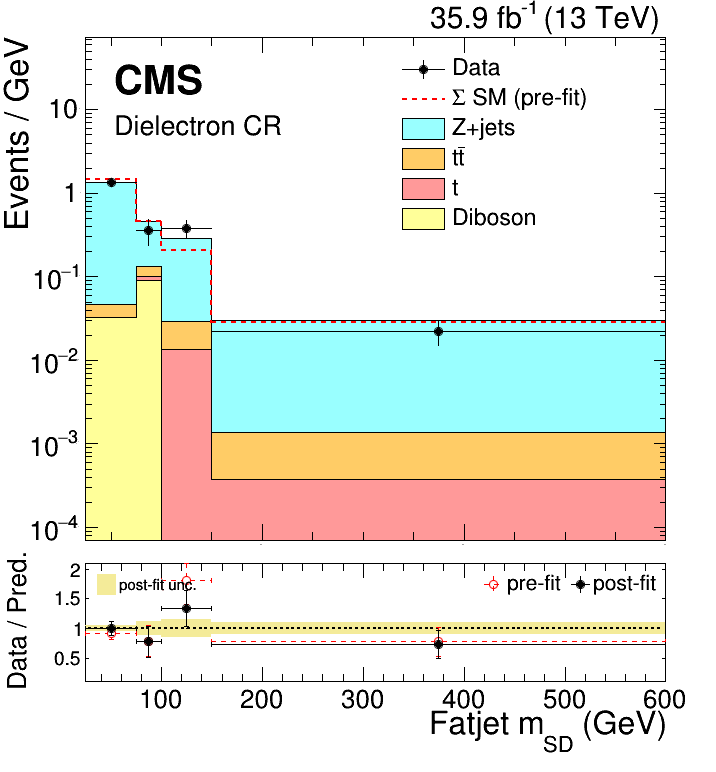 35.9 fb⁻¹ (13 TeV)
Events / GeV
10
1
10⁻¹
10⁻²
10⁻³
10⁻⁴
CMS
Dielectron CR
Data
Σ SM (pre-fit)
Z+jets
tt̄
t
Diboson
Data / Pred.
2
1.5
1
0.5
post-fit unc.
pre-fit
post-fit
100 200 300 400 500 600
Fatjet m_SD (GeV)